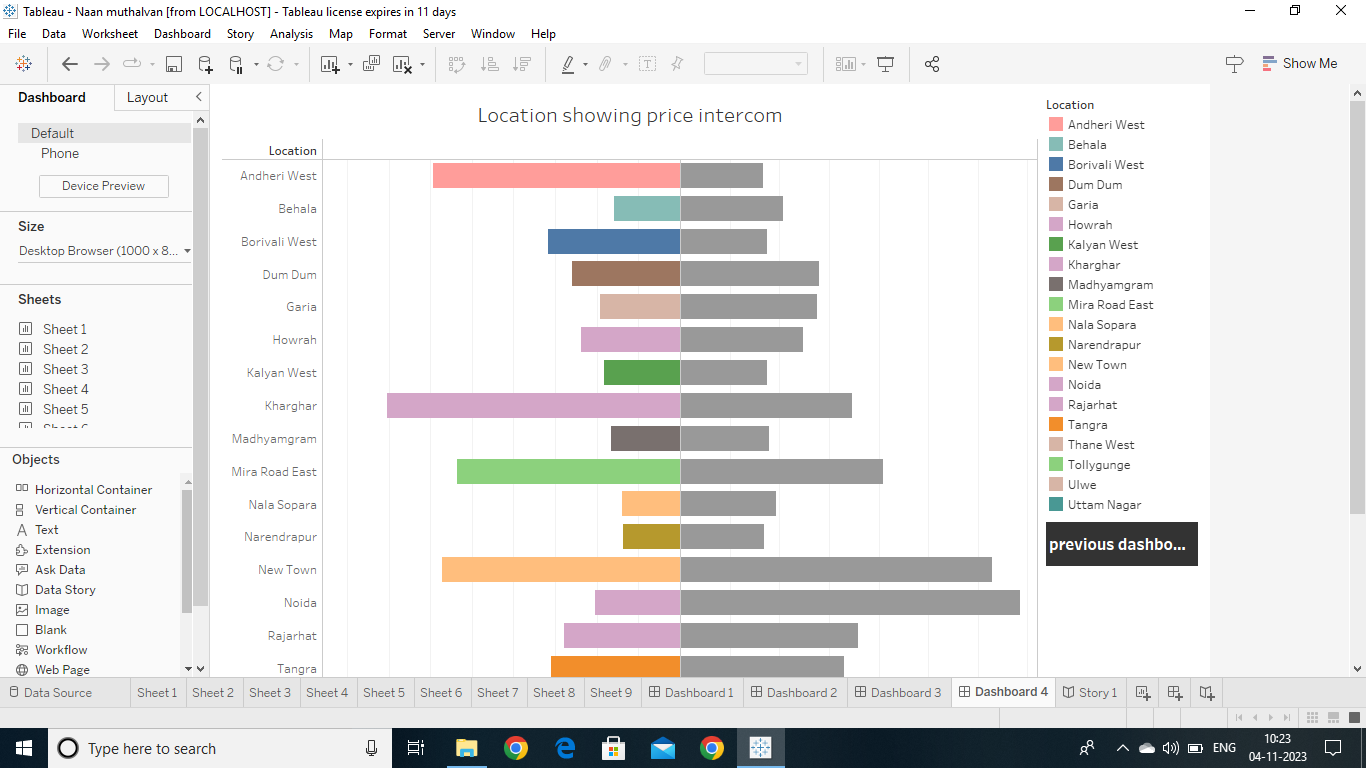 Tableau - Naan muthalvan [from LOCALHOST] - Tableau license expires in 11 days
File Data Worksheet Dashboard Story Analysis Map Format Server Window Help
Show Me
Dashboard Layout
Default
Phone
Device Preview
Size
Desktop Browser (1000 x 8...
Sheets
Sheet 1
Sheet 2
Sheet 3
Sheet 4
Sheet 5
Objects
Horizontal Container
Vertical Container
Text
Extension
Ask Data
Data Story
Image
Blank
Workflow
Web Page
Location showing price intercom
Location
Andheri West
Behala
Borivali West
Dum Dum
Garia
Howrah
Kalyan West
Kharghar
Madhyamgram
Mira Road East
Nala Sopara
Narendrapur
New Town
Noida
Rajarhat
Tangra
Location
Andheri West
Behala
Borivali West
Dum Dum
Garia
Howrah
Kalyan West
Kharghar
Madhyamgram
Mira Road East
Nala Sopara
Narendrapur
New Town
Noida
Rajarhat
Tangra
Thane West
Tollygunge
Ulwe
Uttam Nagar
previous dashbo...
Data Source Sheet 1 Sheet 2 Sheet 3 Sheet 4 Sheet 5 Sheet 6 Sheet 7 Sheet 8 Sheet 9 Dashboard 1 Dashboard 2 Dashboard 3 Dashboard 4 Story 1
Type here to search
ENG
10:23
04-11-2023